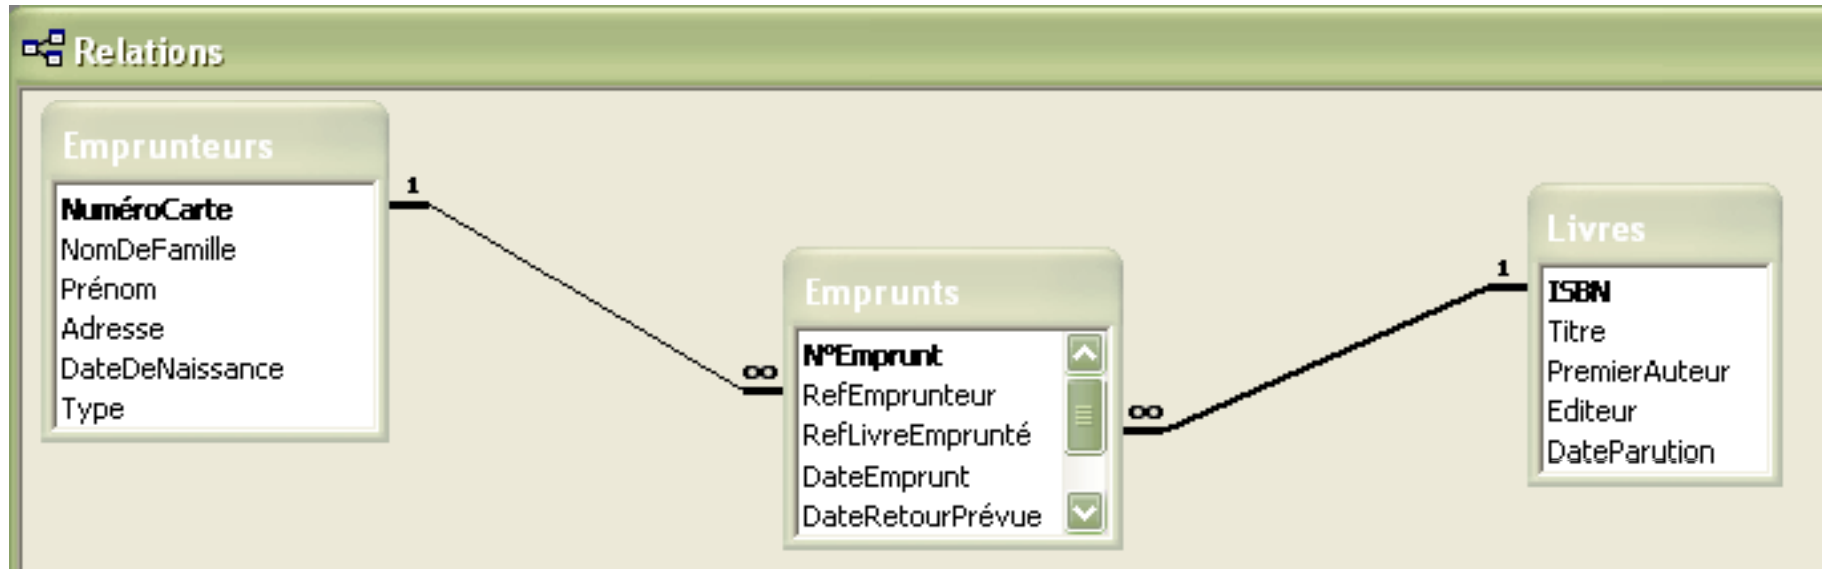 Relations
Emprunteurs
NuméroCarte
NomDeFamille
Prénom
Adresse
DateDeNaissance
Type
1
∞
Emprunts
N°Emprunt
RefEmprunteur
RefLivreEmprunté
DateEmprunt
DateRetourPrévue
∞
1
Livres
ISBN
Titre
PremierAuteur
Editeur
DateParution